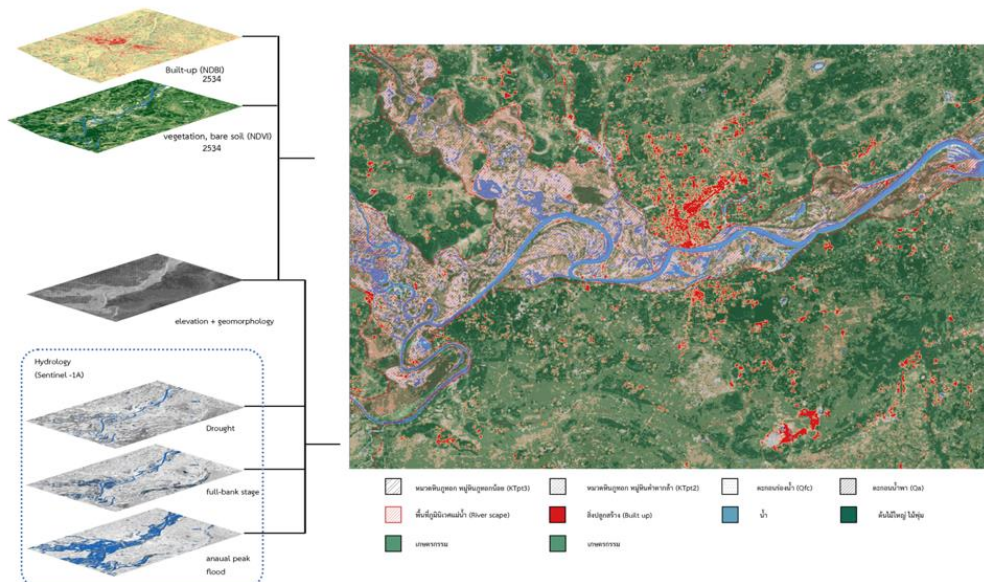 Built-up (NDBI)
2534
vegetation, bare soil (NDVI)
2534
elevation + geomorphology
Hydrology
(Sentinel -1A)
Drought
full-bank stage
anaual peak
flood
หมวดหินภูทอก หมู่หินภูทอกน้อย (KTpt3)
หมวดหินภูทอก หมู่หินคำตากล้า (KTpt2)
ตะกอนร่องน้ำ (Qfc)
ตะกอนน้ำพา (Qa)
พื้นที่ภูมินิเวศแม่น้ำ (River scape)
สิ่งปลูกสร้าง (Built up)
น้ำ
ต้นไม้ใหญ่ ไม้พุ่ม
เกษตรกรรม
เกษตรกรรม